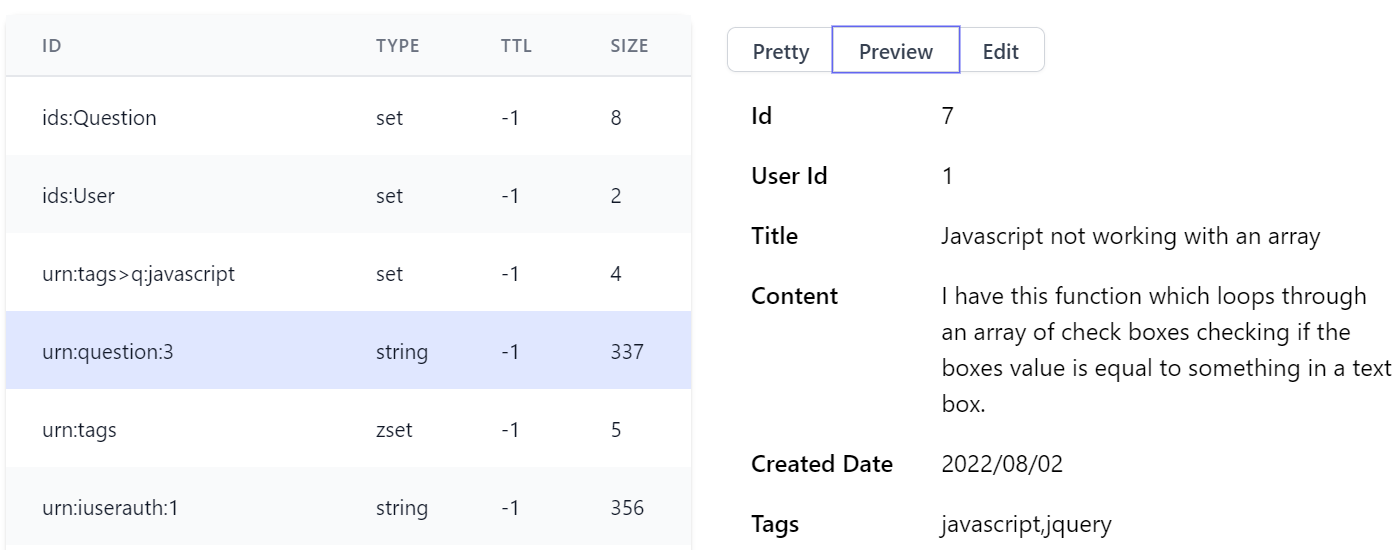 ID TYPE TTL SIZE
ids:Question set -1 8
ids:User set -1 2
urn:tags>q:javascript set -1 4
urn:question:3 string -1 337
urn:tags zset -1 5
urn:iuserauth:1 string -1 356
Pretty Preview Edit
Id 7
User Id 1
Title Javascript not working with an array
Content I have this function which loops through
an array of check boxes checking if the
boxes value is equal to something in a text
box.
Created Date 2022/08/02
Tags javascript,jquery